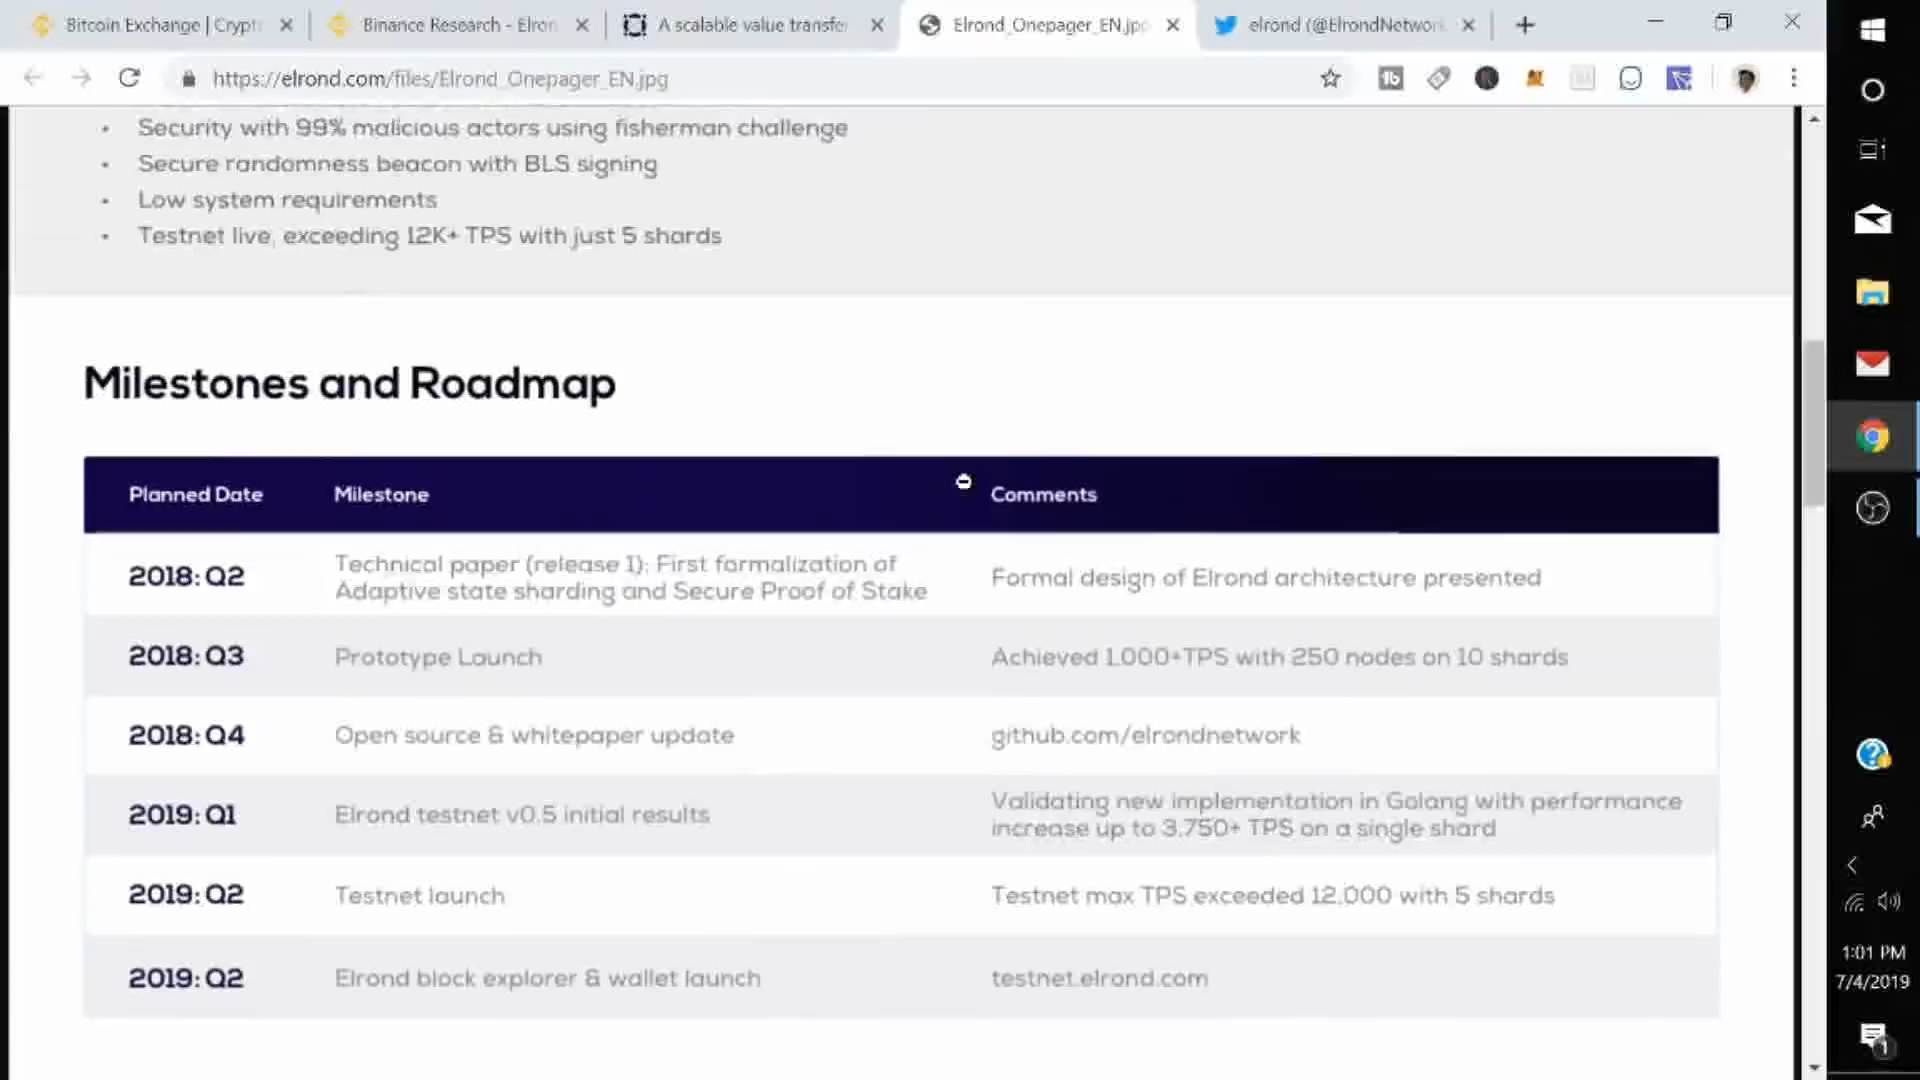 Bitcoin Exchange | Crypt
Binance Research - Elron
A scalable value transfer
Elrond_Onepager_EN.jpg
elrond (@ElrondNetwork
https://elrond.com/files/Elrond_Onepager_EN.jpg
• Security with 99% malicious actors using fisherman challenge
• Secure randomness beacon with BLS signing
• Low system requirements
• Testnet live, exceeding 12K+ TPS with just 5 shards
Milestones and Roadmap
Planned Date Milestone Comments
2018: Q2 Technical paper (release 1): First formalization of
Adaptive state sharding and Secure Proof of Stake Formal design of Elrond architecture presented
2018: Q3 Prototype Launch Achieved 1.000+TPS with 250 nodes on 10 shards
2018: Q4 Open source & whitepaper update github.com/elrondnetwork
2019: Q1 Elrond testnet v0.5 initial results Validating new implementation in Golang with performance
increase up to 3.750+ TPS on a single shard
2019: Q2 Testnet launch Testnet max TPS exceeded 12.000 with 5 shards
2019: Q2 Elrond block explorer & wallet launch testnet.elrond.com
1:01 PM
7/4/2019
1